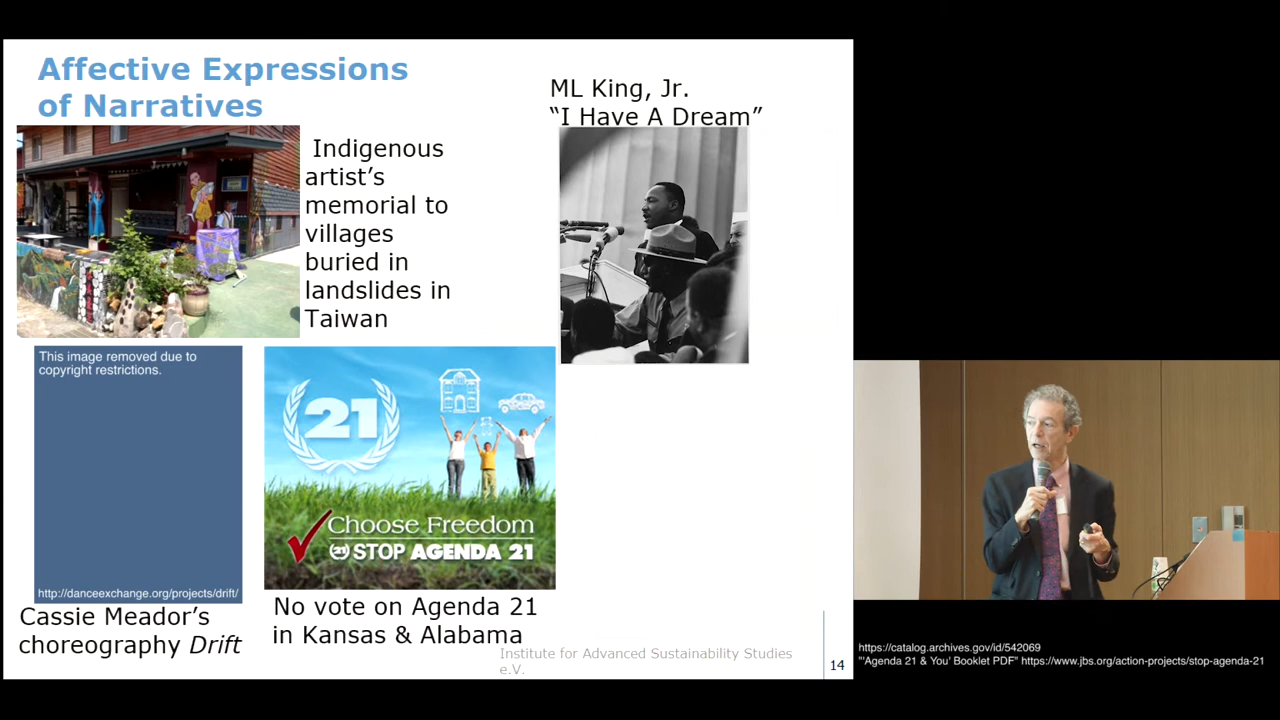 Affective Expressions
of Narratives
ML King, Jr.
“I Have A Dream”
Indigenous
artist’s
memorial to
villages
buried in
landslides in
Taiwan
This image removed due to
copyright restrictions.
http://danceexchange.org/projects/drift/
21
Choose Freedom
21 STOP AGENDA 21
Cassie Meador’s
choreography Drift
No vote on Agenda 21
in Kansas & Alabama
Institute for Advanced Sustainability Studies
e.V.
14
https://catalog.archives.gov/id/542069
"'Agenda 21 & You' Booklet PDF" https://www.jbs.org/action-projects/stop-agenda-21